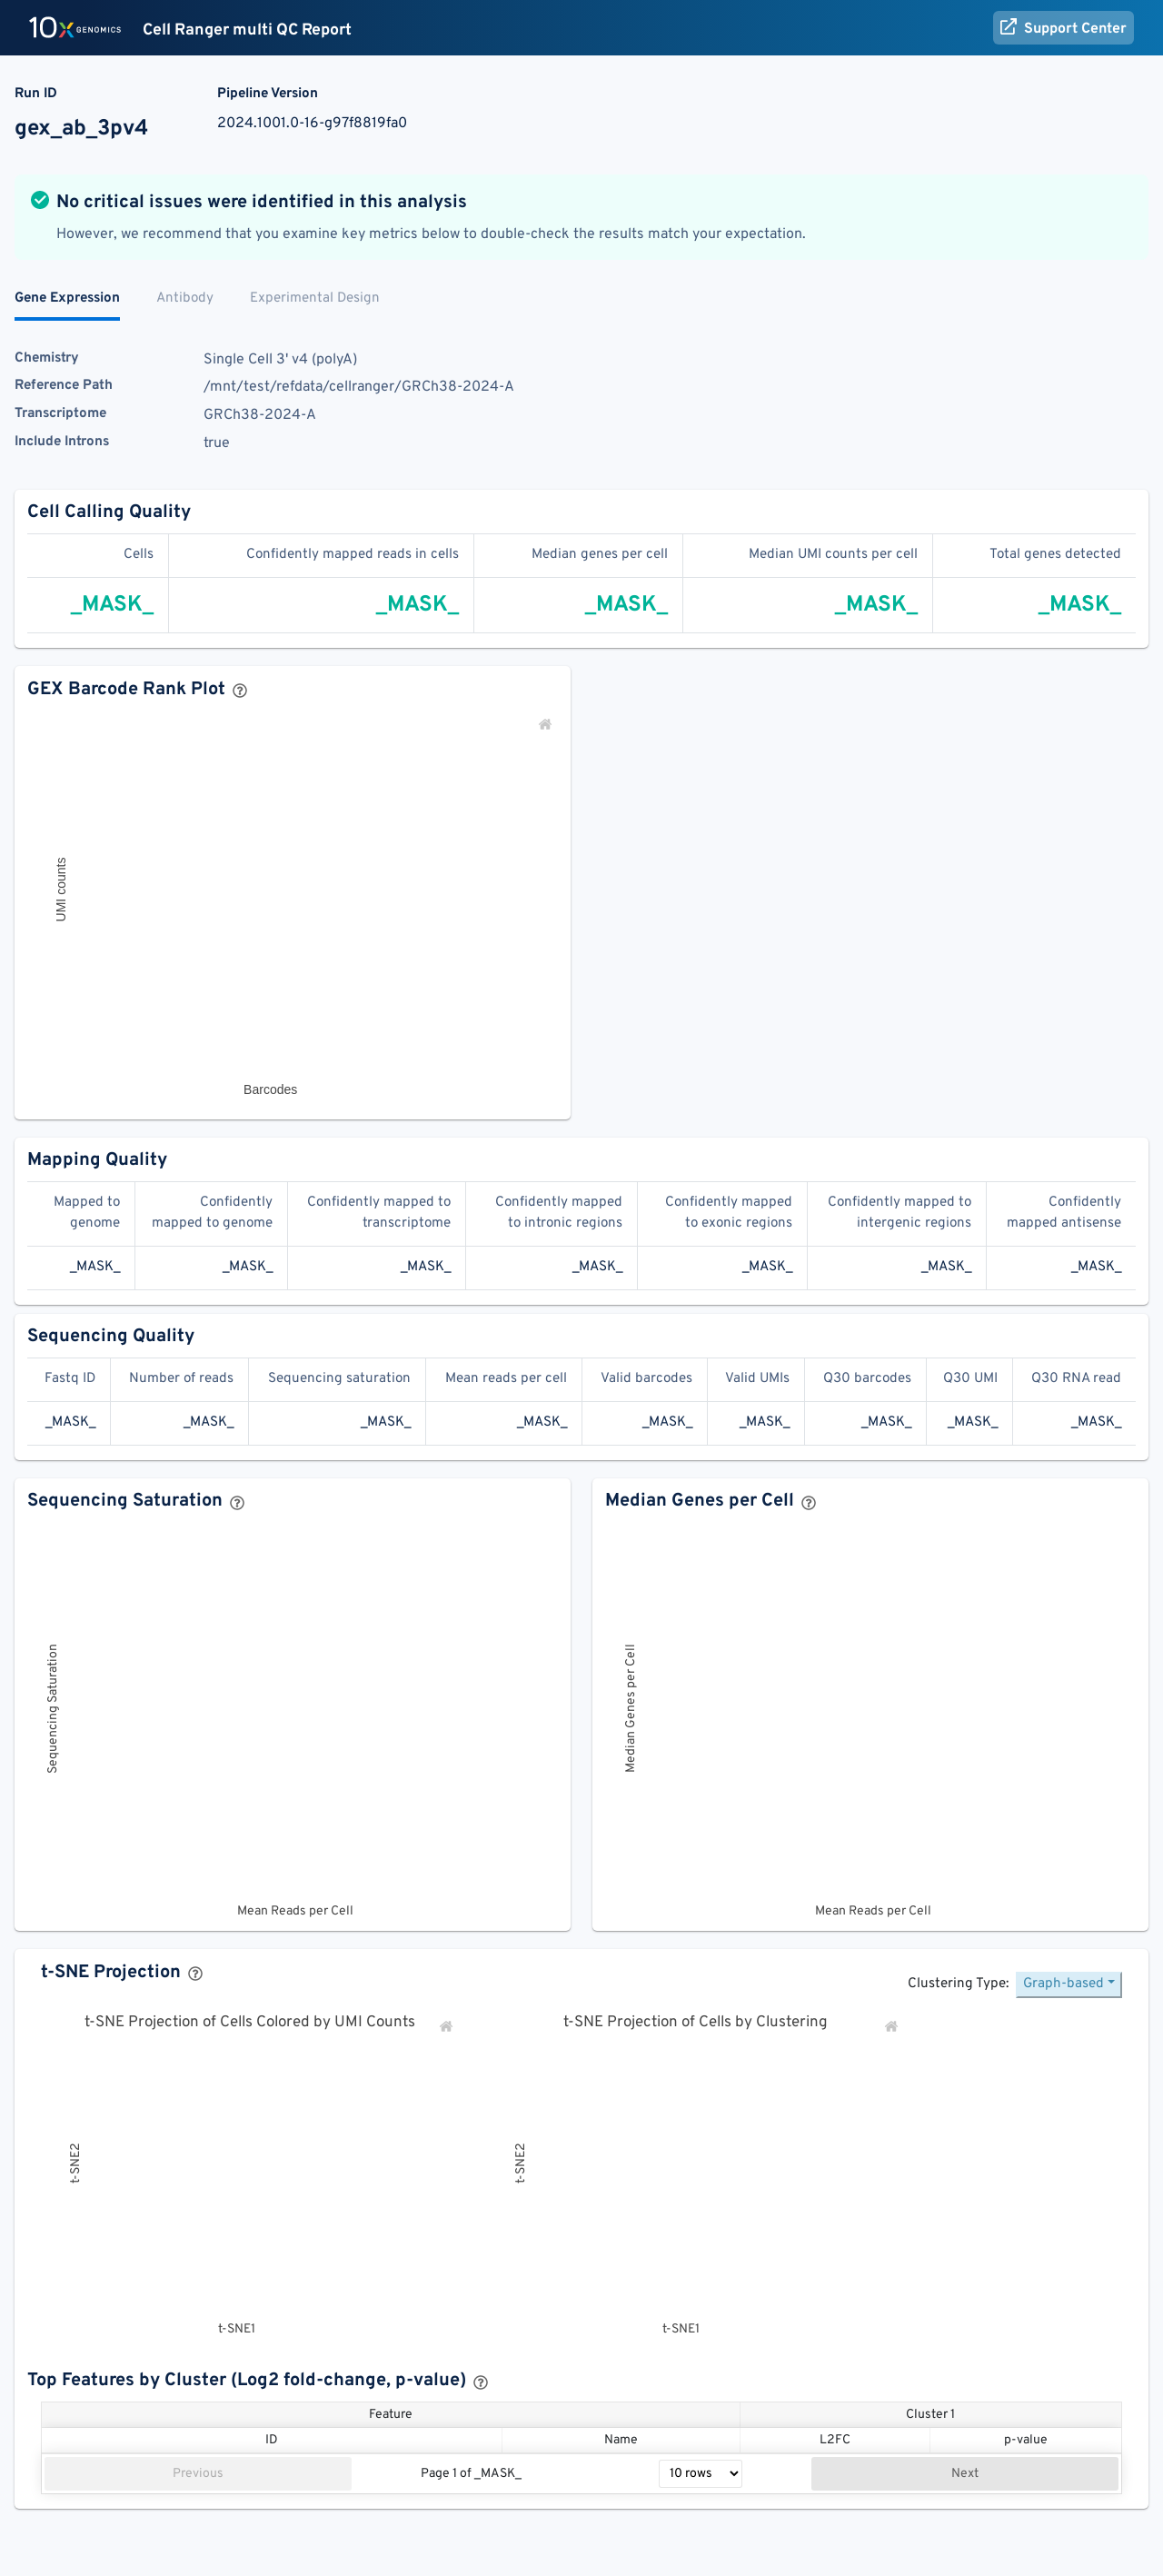 10X GENOMICS Cell Ranger multi QC Report Support Center
Run ID Pipeline Version
gex_ab_3pv4 2024.1001.0-16-g97f8819fa0
No critical issues were identified in this analysis
However, we recommend that you examine key metrics below to double-check the results match your expectation.
Gene Expression Antibody Experimental Design
Chemistry Single Cell 3' v4 (polyA)
Reference Path /mnt/test/refdata/cellranger/GRCh38-2024-A
Transcriptome GRCh38-2024-A
Include Introns true
Cell Calling Quality
Cells Confidently mapped reads in cells Median genes per cell Median UMI counts per cell Total genes detected
_MASK_ _MASK_ _MASK_ _MASK_ _MASK_
GEX Barcode Rank Plot
UMI counts
Barcodes
Mapping Quality
Mapped to Confidently Confidently mapped to Confidently mapped Confidently mapped Confidently mapped to Confidently
genome mapped to genome transcriptome to intronic regions to exonic regions intergenic regions mapped antisense
_MASK_ _MASK_ _MASK_ _MASK_ _MASK_ _MASK_ _MASK_
Sequencing Quality
Fastq ID Number of reads Sequencing saturation Mean reads per cell Valid barcodes Valid UMIs Q30 barcodes Q30 UMI Q30 RNA read
_MASK_ _MASK_ _MASK_ _MASK_ _MASK_ _MASK_ _MASK_ _MASK_ _MASK_
Sequencing Saturation
Sequencing Saturation
Mean Reads per Cell
Median Genes per Cell
Median Genes per Cell
Mean Reads per Cell
t-SNE Projection
Clustering Type: Graph-based
t-SNE Projection of Cells Colored by UMI Counts
t-SNE2
t-SNE1
t-SNE Projection of Cells by Clustering
t-SNE2
t-SNE1
Top Features by Cluster (Log2 fold-change, p-value)
Feature Cluster 1
ID Name L2FC p-value
Previous Page 1 of _MASK_ 10 rows Next